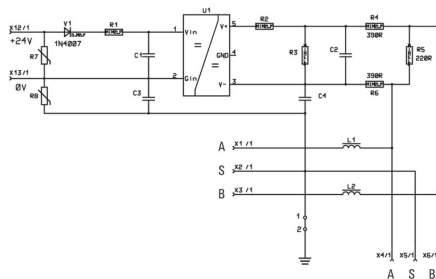 X12/1
+24V
V1
1N4007
R1
R7
C1
U1
1
Vin
2
Gin
V+
5
GND
4
V-
3
R2
R3
C2
R4
390R
R5
220R
390R
R6
X13/1
0V
R8
C3
C4
A
X1/1
L1
S
X2/1
B
X3/1
L2
1
2
X4/1
X5/1
X6/1
A
S
B